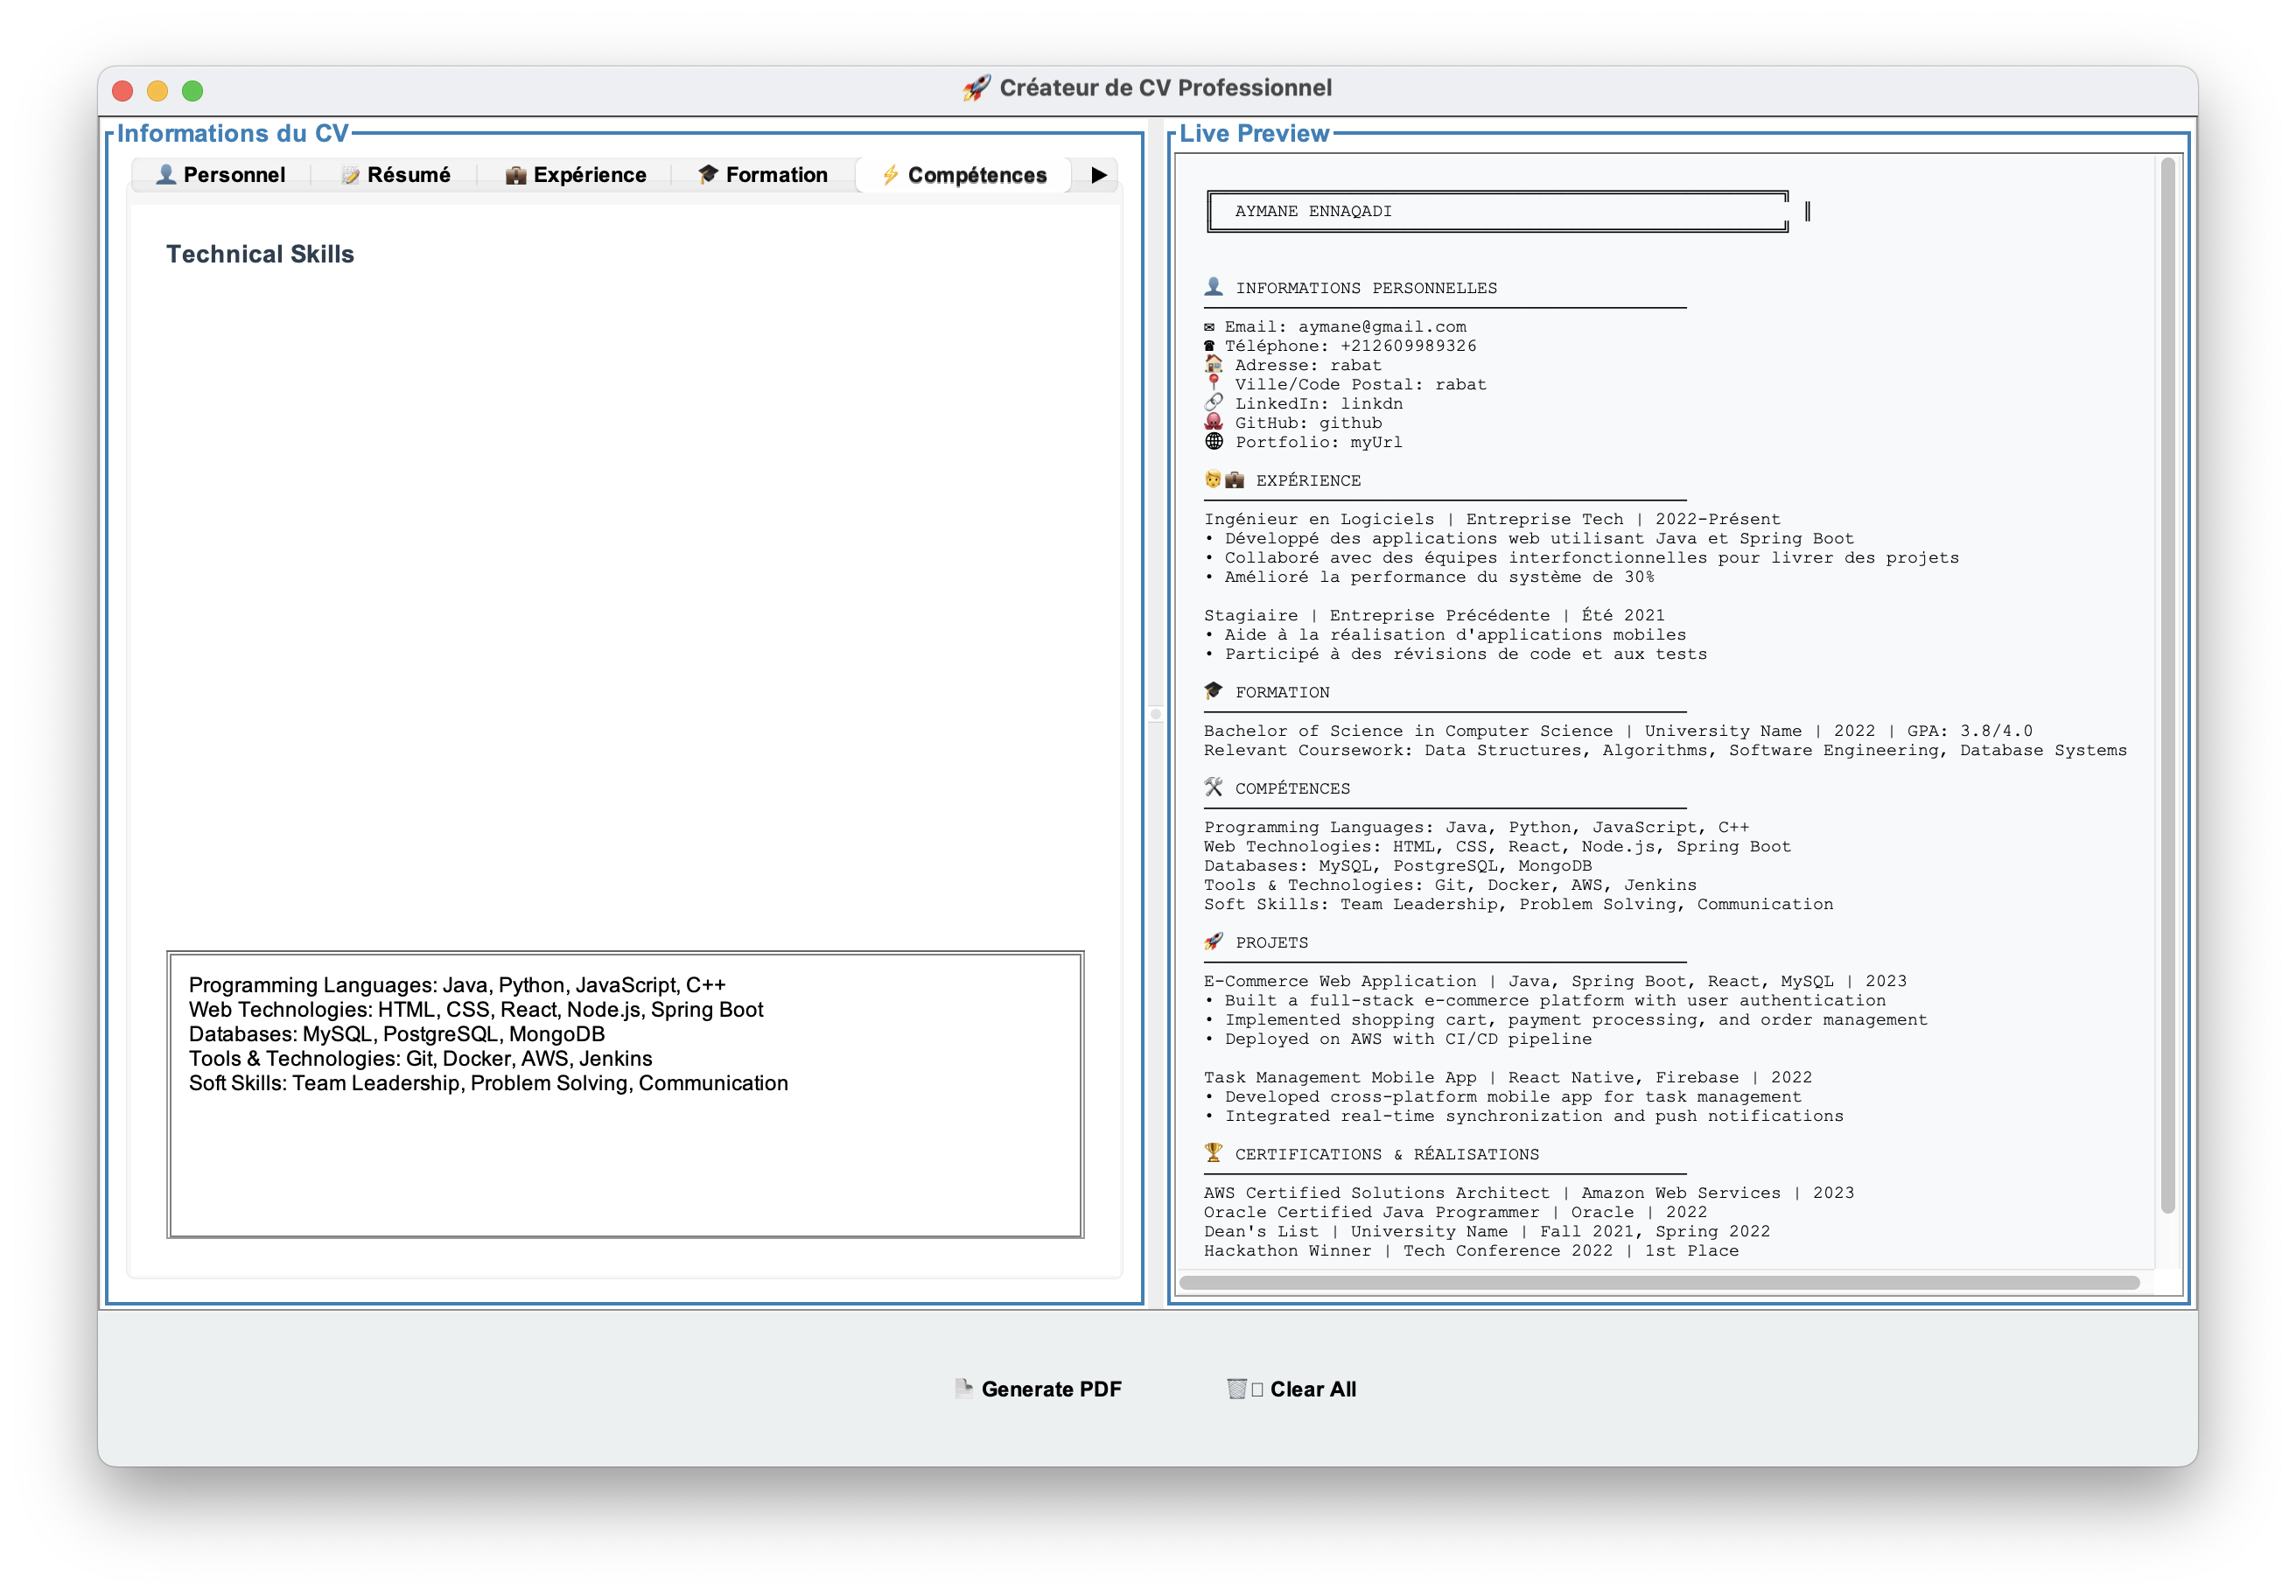 🚀 Créateur de CV Professionnel
Informations du CV
👤 Personnel
📝 Résumé
💼 Expérience
🎓 Formation
⚡ Compétences
▶
Technical Skills
Programming Languages: Java, Python, JavaScript, C++
Web Technologies: HTML, CSS, React, Node.js, Spring Boot
Databases: MySQL, PostgreSQL, MongoDB
Tools & Technologies: Git, Docker, AWS, Jenkins
Soft Skills: Team Leadership, Problem Solving, Communication
Live Preview
AYMANE ENNAQADI
👤 INFORMATIONS PERSONNELLES
✉ Email: aymane@gmail.com
☎ Téléphone: +212609989326
🏠 Adresse: rabat
📍 Ville/Code Postal: rabat
🔗 LinkedIn: linkdn
🐙 GitHub: github
🌐 Portfolio: myUrl
🧑💼 EXPÉRIENCE
Ingénieur en Logiciels | Entreprise Tech | 2022-Présent
• Développé des applications web utilisant Java et Spring Boot
• Collaboré avec des équipes interfonctionnelles pour livrer des projets
• Amélioré la performance du système de 30%
Stagiaire | Entreprise Précédente | Été 2021
• Aide à la réalisation d'applications mobiles
• Participé à des révisions de code et aux tests
🎓 FORMATION
Bachelor of Science in Computer Science | University Name | 2022 | GPA: 3.8/4.0
Relevant Coursework: Data Structures, Algorithms, Software Engineering, Database Systems
🛠 COMPÉTENCES
Programming Languages: Java, Python, JavaScript, C++
Web Technologies: HTML, CSS, React, Node.js, Spring Boot
Databases: MySQL, PostgreSQL, MongoDB
Tools & Technologies: Git, Docker, AWS, Jenkins
Soft Skills: Team Leadership, Problem Solving, Communication
🚀 PROJETS
E-Commerce Web Application | Java, Spring Boot, React, MySQL | 2023
• Built a full-stack e-commerce platform with user authentication
• Implemented shopping cart, payment processing, and order management
• Deployed on AWS with CI/CD pipeline
Task Management Mobile App | React Native, Firebase | 2022
• Developed cross-platform mobile app for task management
• Integrated real-time synchronization and push notifications
🏆 CERTIFICATIONS & RÉALISATIONS
AWS Certified Solutions Architect | Amazon Web Services | 2023
Oracle Certified Java Programmer | Oracle | 2022
Dean's List | University Name | Fall 2021, Spring 2022
Hackathon Winner | Tech Conference 2022 | 1st Place
📄 Generate PDF
🗑 Clear All